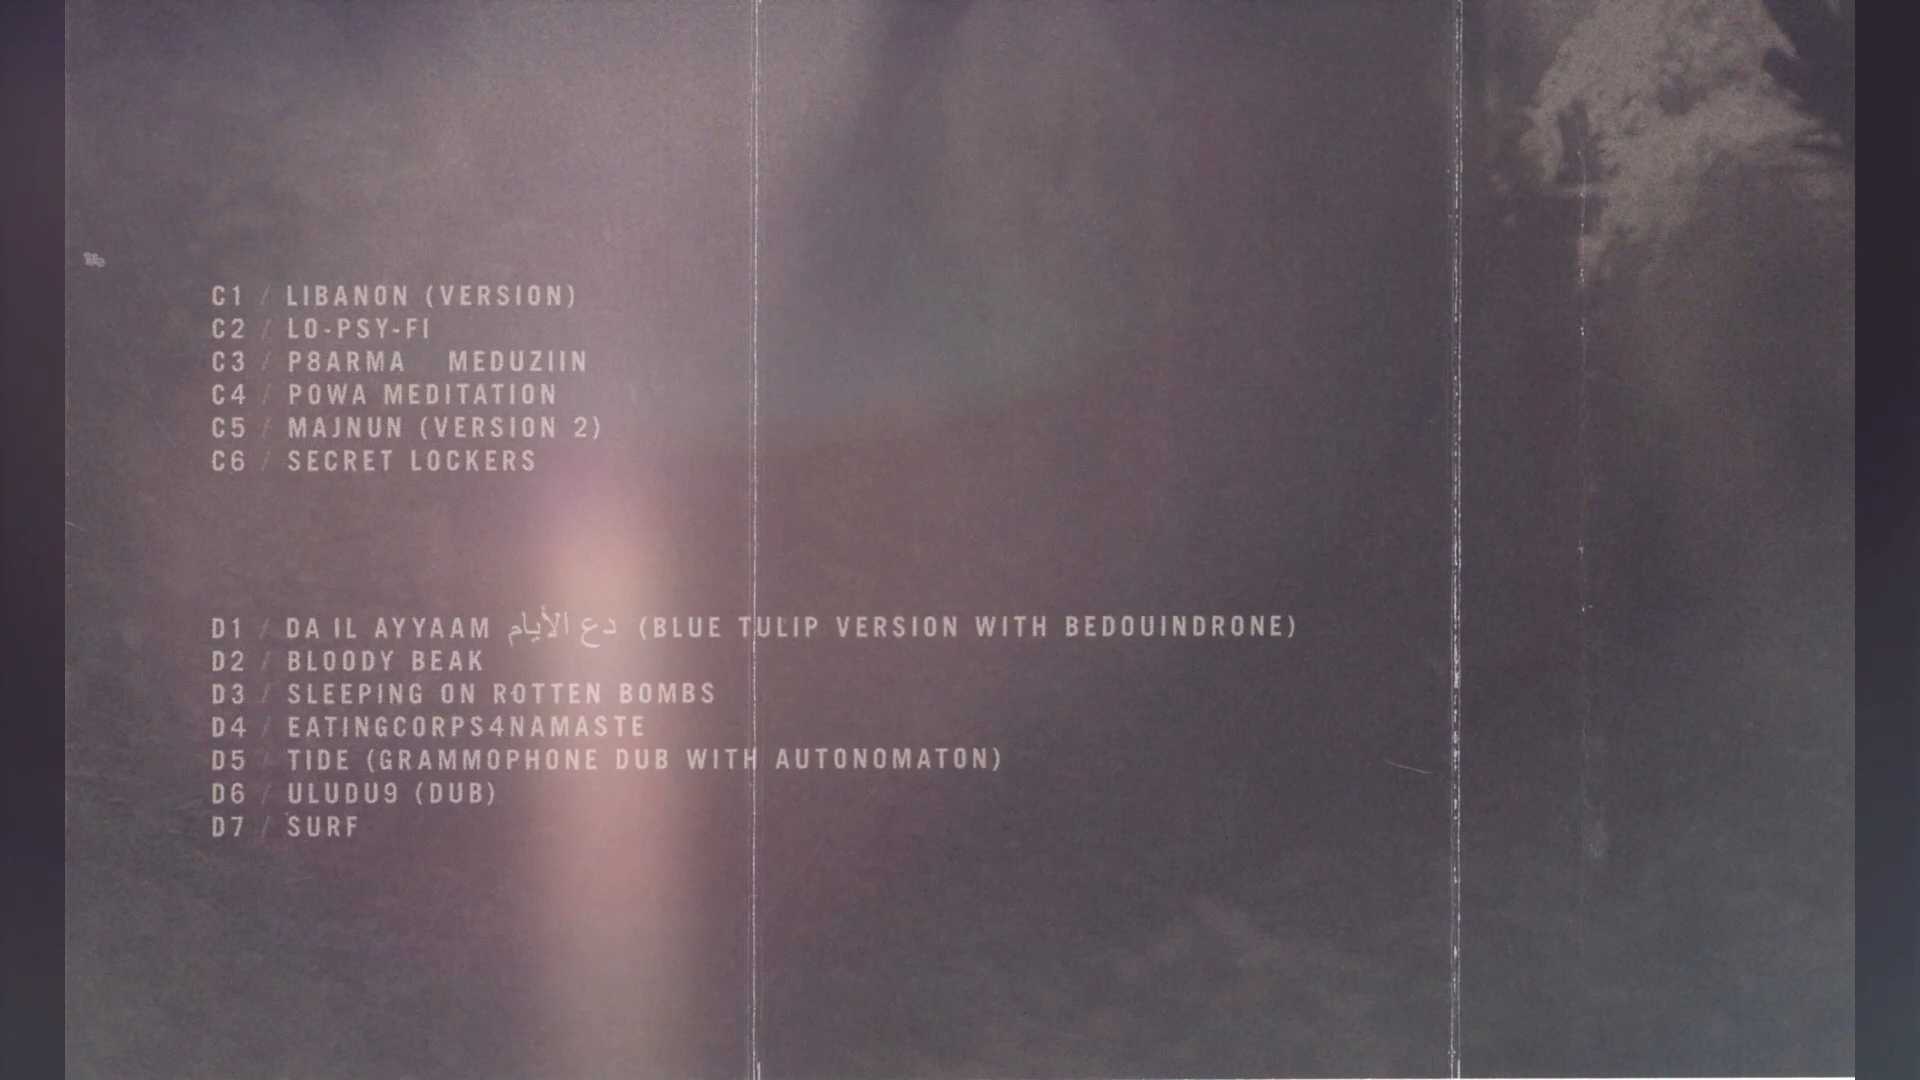 C1 / LIBANON (VERSION)
C2 / LO-PSY-FI
C3 / P8ARMA MEDUZIIN
C4 / POWA MEDITATION
C5 / MAJNUN (VERSION 2)
C6 / SECRET LOCKERS
D1 / DA IL AYYAAM دع الأيام (BLUE TULIP VERSION WITH BEDOUINDRONE)
D2 / BLOODY BEAK
D3 / SLEEPING ON ROTTEN BOMBS
D4 / EATINGCORPS4NAMASTE
D5 / TIDE (GRAMMOPHONE DUB WITH AUTONOMATON)
D6 / ULUDU9 (DUB)
D7 / SURF